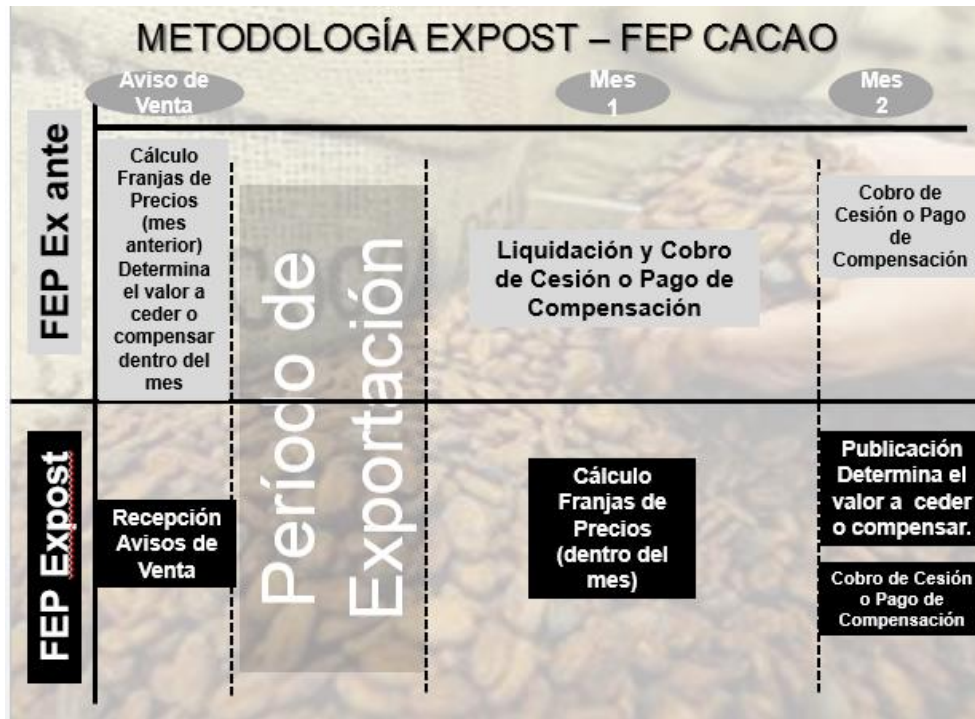 METODOLOGÍA EXPOST – FEP CACAO
Aviso de
Venta
Mes
1
Mes
2
FEP Ex ante
Cálculo
Franjas de
Precios
(mes
anterior)
Determina
el valor a
ceder o
compensar
dentro del
mes
Período de
Exportación
Liquidación y Cobro
de Cesión o Pago de
Compensación
Cobro de
Cesión o Pago
de
Compensación
FEP Expost
Recepción
Avisos de
Venta
Cálculo
Franjas de
Precios
(dentro del
mes)
Publicación
Determina el
valor a ceder
o compensar.
Cobro de Cesión
o Pago de
Compensación